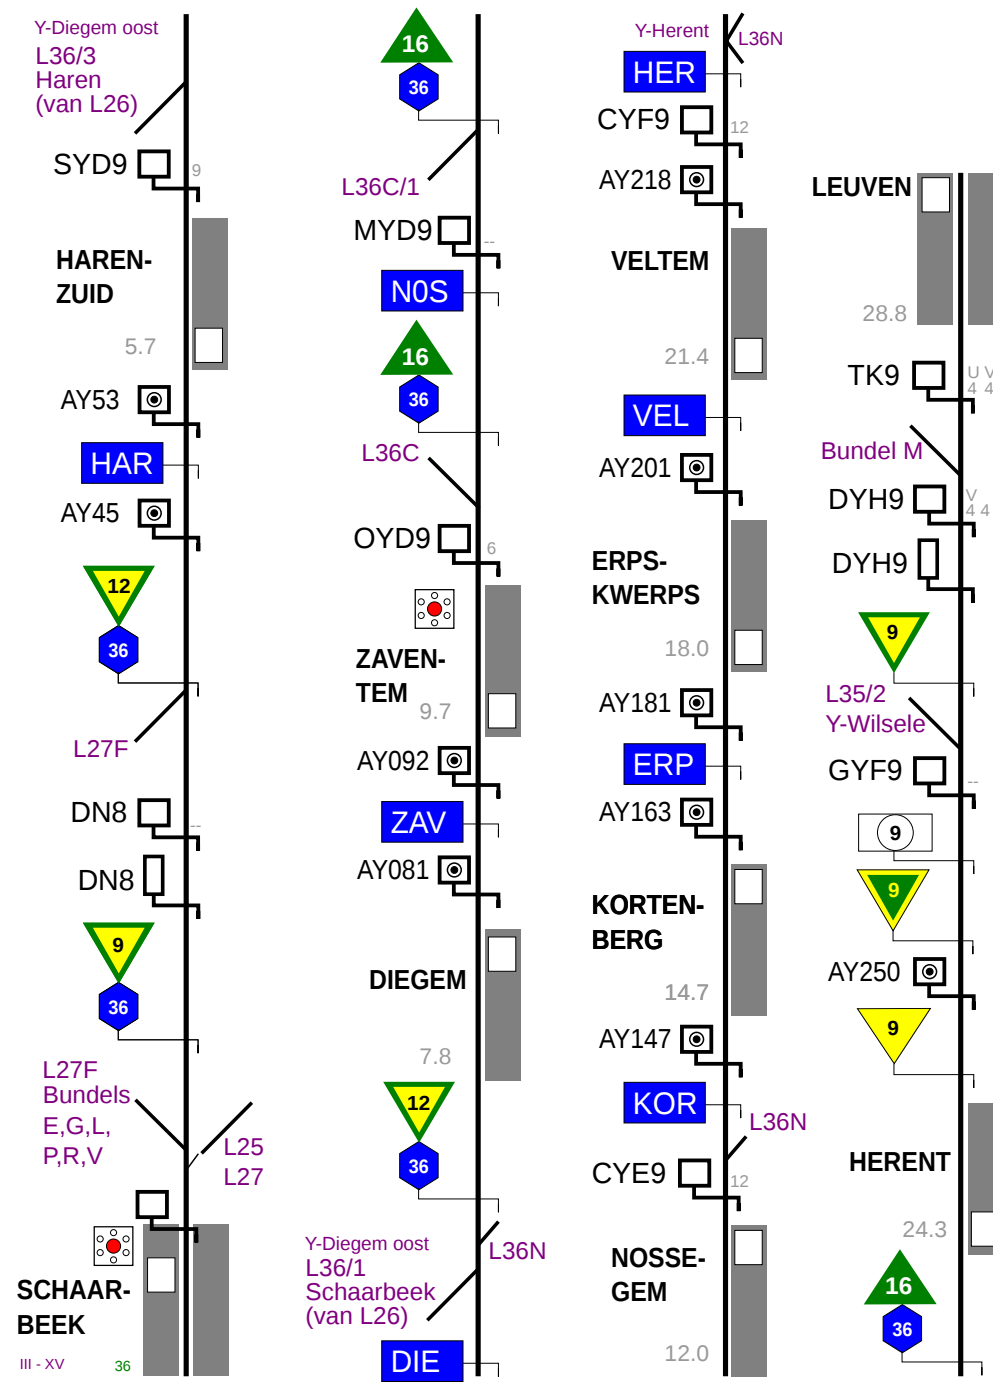 Y-Diegem oost
L36/3
Haren
(van L26)
SYD9
9
HAREN-
ZUID
5.7
AY53
HAR
AY45
12
36
L27F
DN8
--
DN8
9
36
L27F
Bundels
E,G,L,
P,R,V
L25
L27
SCHAAR-
BEEK
III - XV
36
16
36
L36C/1
MYD9
--
N0S
16
36
L36C
OYD9
6
ZAVEN-
TEM
9.7
AY092
ZAV
AY081
DIEGEM
7.8
12
36
L36N
Y-Diegem oost
L36/1
Schaarbeek
(van L26)
DIE
Y-Herent
L36N
HER
CYF9
12
AY218
VELTEM
21.4
VEL
AY201
ERPS-
KWERPS
18.0
AY181
ERP
AY163
KORTEN-
BERG
14.7
AY147
KOR
L36N
CYE9
12
NOSSE-
GEM
12.0
LEUVEN
28.8
TK9
U V
4 4
Bundel M
DYH9
V
4 4
DYH9
9
L35/2
Y-Wilsele
GYF9
--
9
9
AY250
9
HERENT
24.3
16
36